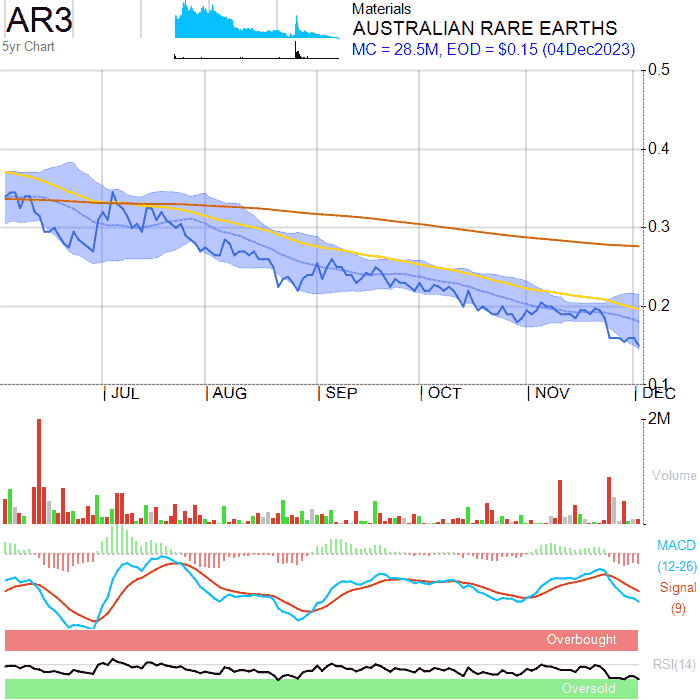 AR3
5yr Chart
Materials
AUSTRALIAN RARE EARTHS
MC = 28.5M, EOD = $0.15 (04Dec2023)
0.5
0.4
0.3
0.2
0.1
JUL AUG SEP OCT NOV DEC
2M
Volume
MACD
(12-26)
Signal
(9)
Overbought
RSI(14)
Oversold